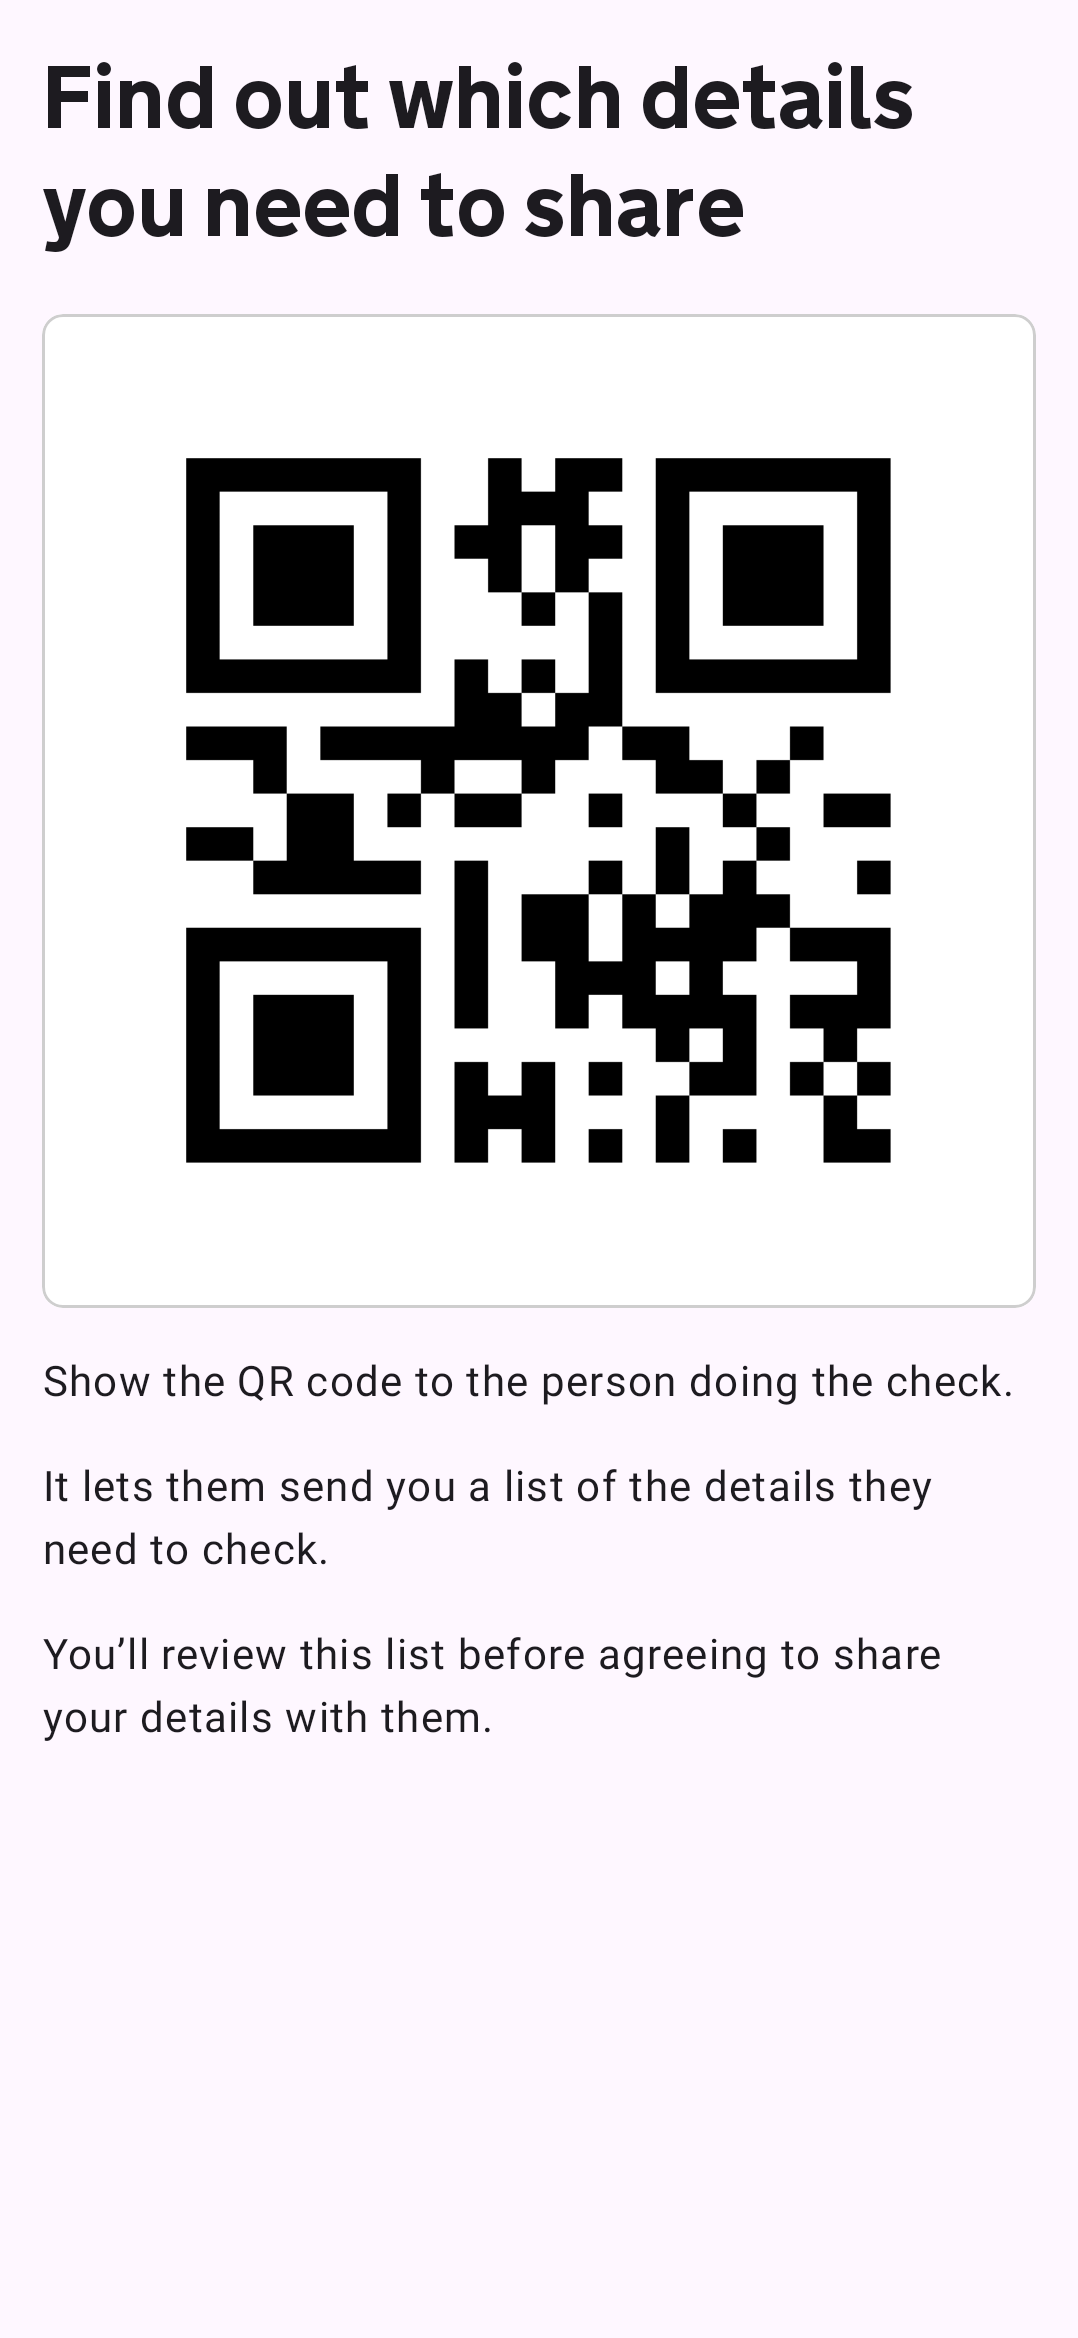 Find out which details
you need to share
Show the QR code to the person doing the check.
It lets them send you a list of the details they
need to check.
You’ll review this list before agreeing to share
your details with them.